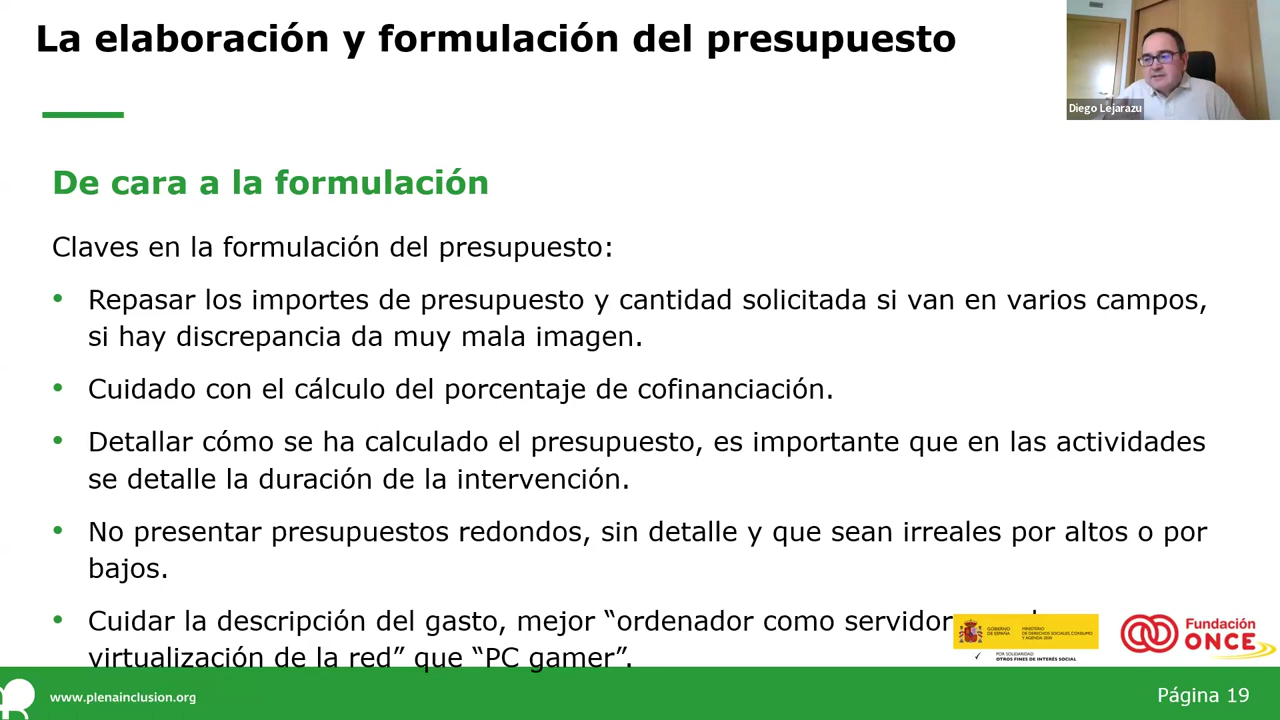 La elaboración y formulación del presupuesto
Diego Lejarazu
De cara a la formulación
Claves en la formulación del presupuesto:
• Repasar los importes de presupuesto y cantidad solicitada si van en varios campos,
si hay discrepancia da muy mala imagen.
• Cuidado con el cálculo del porcentaje de cofinanciación.
• Detallar cómo se ha calculado el presupuesto, es importante que en las actividades
se detalle la duración de la intervención.
• No presentar presupuestos redondos, sin detalle y que sean irreales por altos o por
bajos.
• Cuidar la descripción del gasto, mejor “ordenador como servidor
virtualización de la red” que “PC gamer”.
GOBIERNO
DE ESPAÑA
MINISTERIO
DE DERECHOS SOCIALES, CONSUMO
Y AGENDA 2030
POR SOLIDARIDAD
OTROS FINES DE INTERÉS SOCIAL
Fundación
ONCE
www.plenainclusion.org
Página 19